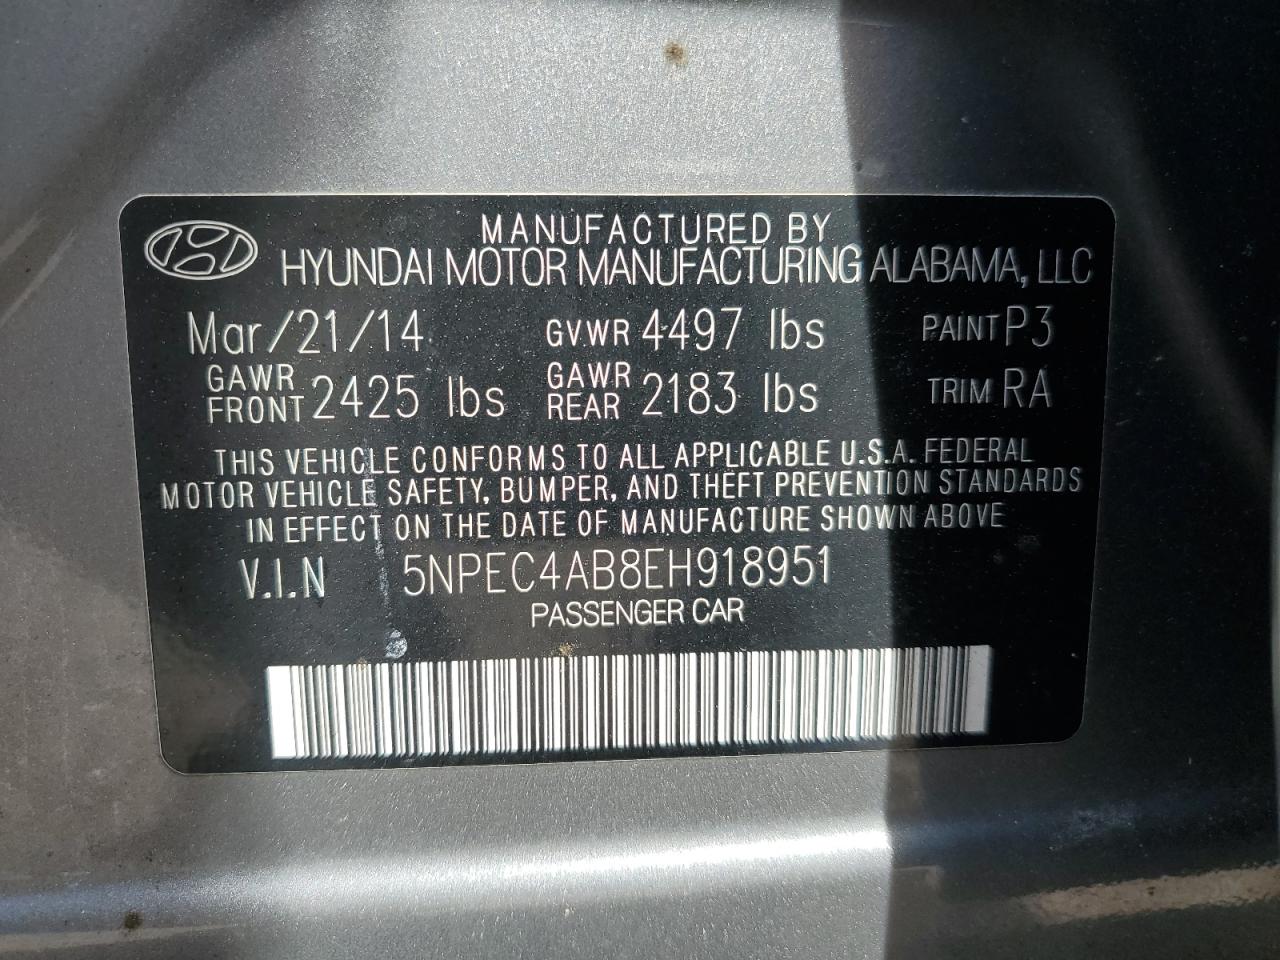 MANUFACTURED BY
HYUNDAI MOTOR MANUFACTURING ALABAMA, LLC
Mar/21/14 GVWR 4497 lbs PAINT P3
GAWR FRONT 2425 lbs GAWR REAR 2183 lbs TRIM RA
THIS VEHICLE CONFORMS TO ALL APPLICABLE U.S.A. FEDERAL
MOTOR VEHICLE SAFETY, BUMPER, AND THEFT PREVENTION STANDARDS
IN EFFECT ON THE DATE OF MANUFACTURE SHOWN ABOVE
V.I.N 5NPEC4AB8EH918951
PASSENGER CAR